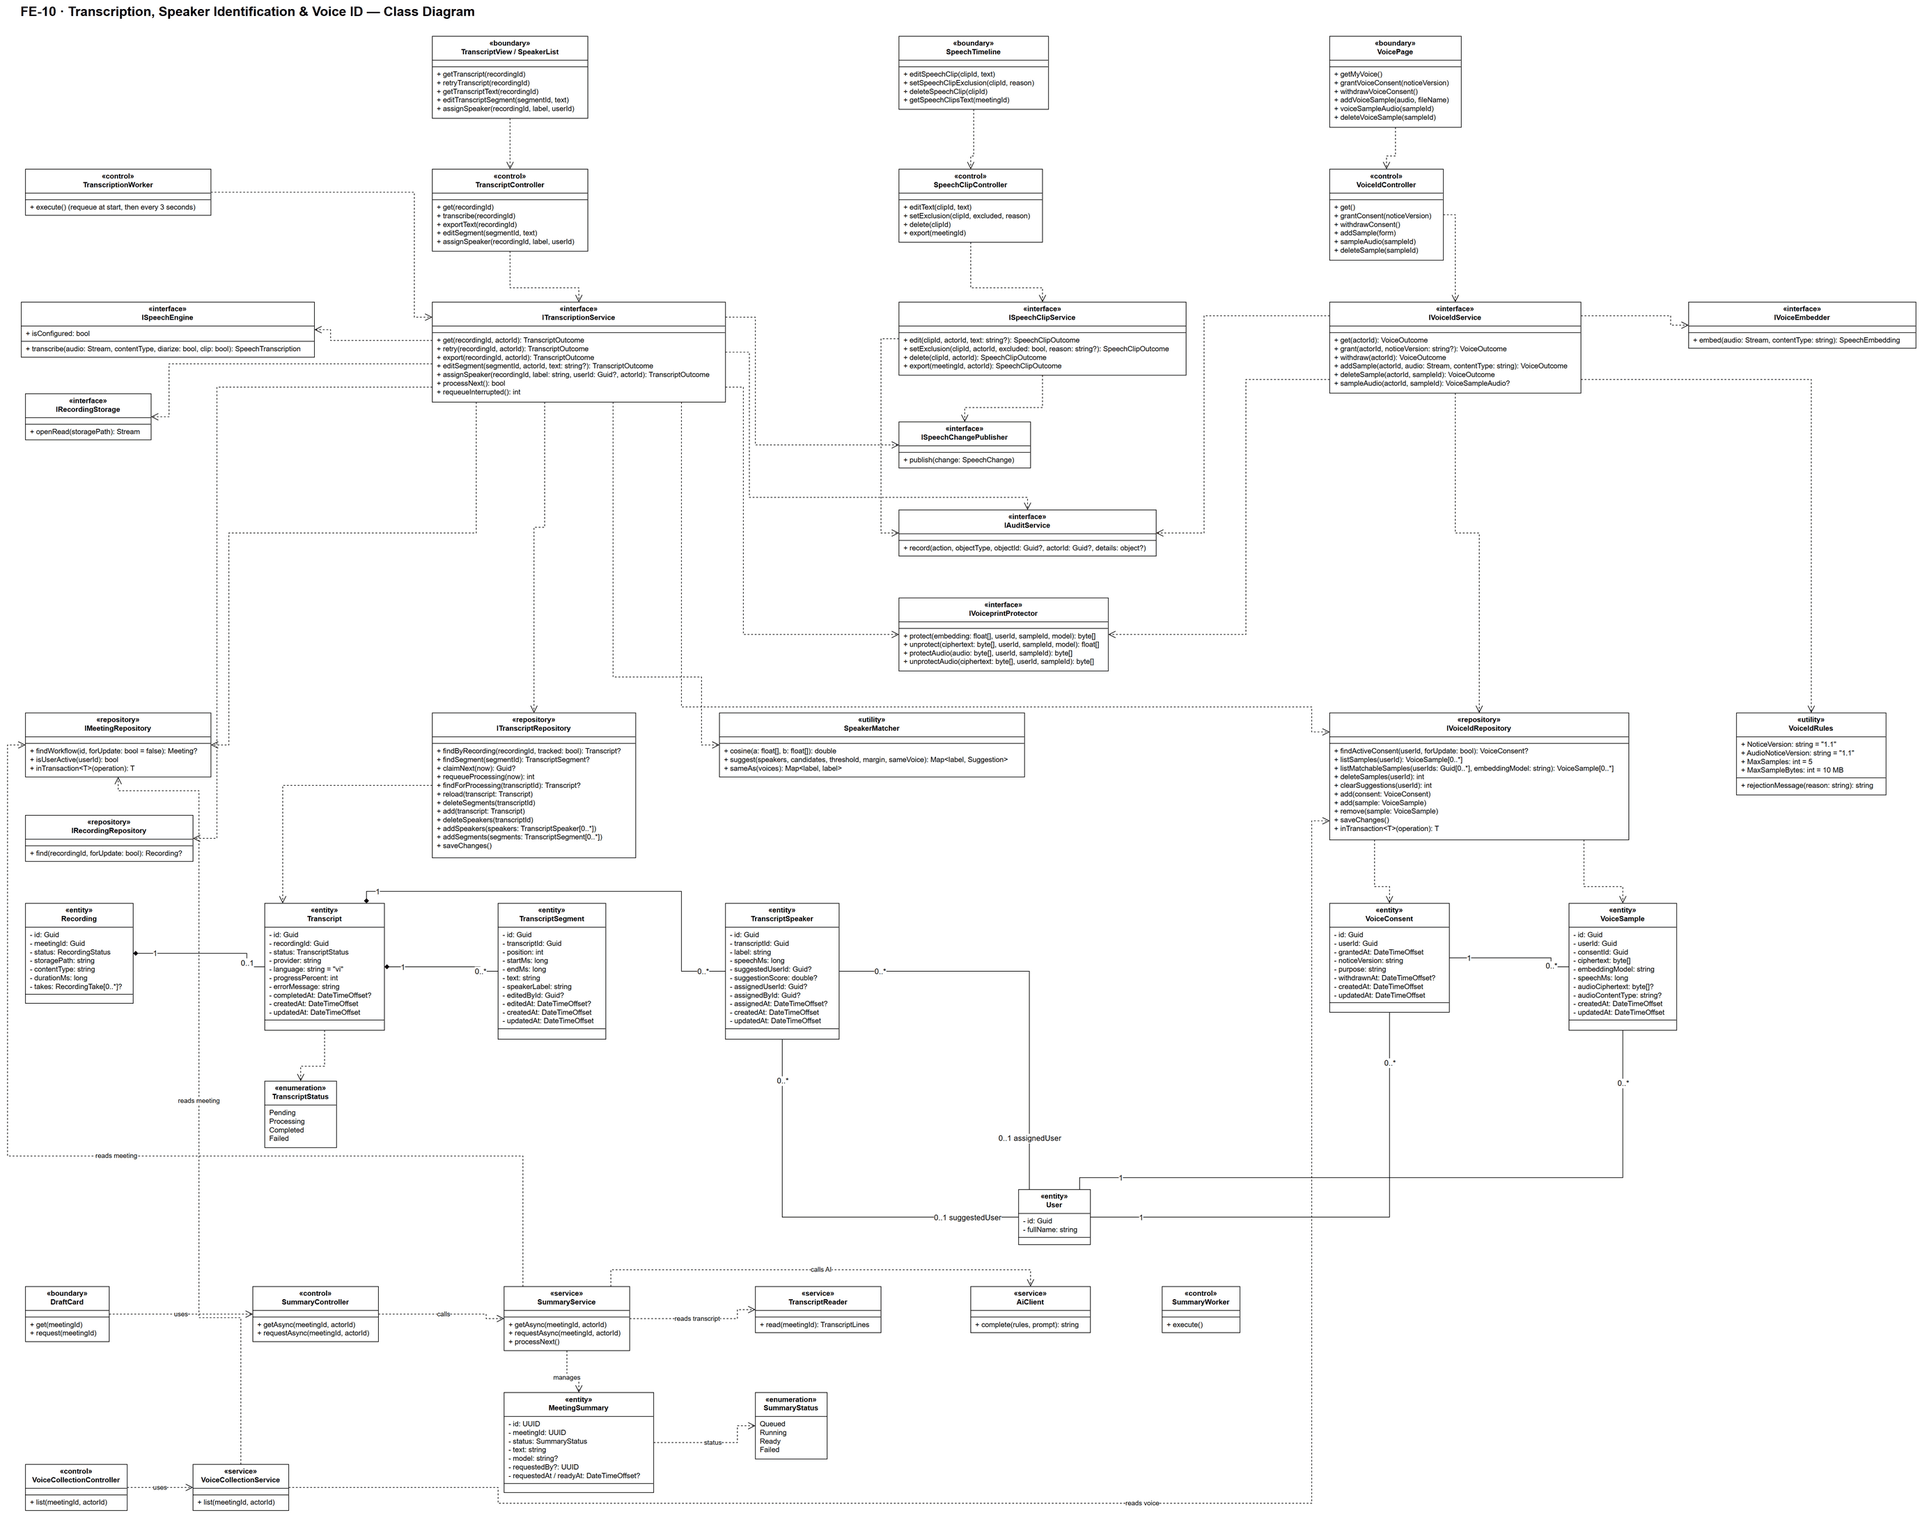 FE-10 · Transcription, Speaker Identification & Voice ID — Class Diagram
«boundary»
TranscriptView / SpeakerList
+ getTranscript(recordingId)
+ retryTranscript(recordingId)
+ getTranscriptText(recordingId)
+ editTranscriptSegment(segmentId, text)
+ assignSpeaker(recordingId, label, userId)
«boundary»
SpeechTimeline
+ editSpeechClip(clipId, text)
+ setSpeechClipExclusion(clipId, reason)
+ deleteSpeechClip(clipId)
+ getSpeechClipsText(meetingId)
«boundary»
VoicePage
+ getMyVoice()
+ grantVoiceConsent(noticeVersion)
+ withdrawVoiceConsent()
+ addVoiceSample(audio, fileName)
+ voiceSampleAudio(sampleId)
+ deleteVoiceSample(sampleId)
«control»
TranscriptionWorker
+ execute() (requeue at start, then every 3 seconds)
«control»
TranscriptController
+ get(recordingId)
+ transcribe(recordingId)
+ exportText(recordingId)
+ editSegment(segmentId, text)
+ assignSpeaker(recordingId, label, userId)
«control»
SpeechClipController
+ editText(clipId, text)
+ setExclusion(clipId, excluded, reason)
+ delete(clipId)
+ export(meetingId)
«control»
VoiceIdController
+ get()
+ grantConsent(noticeVersion)
+ withdrawConsent()
+ addSample(form)
+ sampleAudio(sampleId)
+ deleteSample(sampleId)
«interface»
ISpeechEngine
+ isConfigured: bool
+ transcribe(audio: Stream, contentType, diarize: bool, clip: bool): SpeechTranscription
«interface»
ITranscriptionService
+ get(recordingId, actorId): TranscriptOutcome
+ retry(recordingId, actorId): TranscriptOutcome
+ export(recordingId, actorId): TranscriptOutcome
+ editSegment(segmentId, actorId, text: string?): TranscriptOutcome
+ assignSpeaker(recordingId, label: string, userId: Guid?, actorId): TranscriptOutcome
+ processNext(): bool
+ requeueInterrupted(): int
«interface»
ISpeechClipService
+ edit(clipId, actorId, text: string?): SpeechClipOutcome
+ setExclusion(clipId, actorId, excluded: bool, reason: string?): SpeechClipOutcome
+ delete(clipId, actorId): SpeechClipOutcome
+ export(meetingId, actorId): SpeechClipOutcome
«interface»
IVoiceIdService
+ get(actorId): VoiceOutcome
+ grant(actorId, noticeVersion: string?): VoiceOutcome
+ withdraw(actorId): VoiceOutcome
+ addSample(actorId, audio: Stream, contentType: string): VoiceOutcome
+ deleteSample(actorId, sampleId): VoiceOutcome
+ sampleAudio(actorId, sampleId): VoiceSampleAudio?
«interface»
IVoiceEmbedder
+ embed(audio: Stream, contentType: string): SpeechEmbedding
«interface»
IRecordingStorage
+ openRead(storagePath): Stream
«interface»
ISpeechChangePublisher
+ publish(change: SpeechChange)
«interface»
IAuditService
+ record(action, objectType, objectId: Guid?, actorId: Guid?, details: object?)
«interface»
IVoiceprintProtector
+ protect(embedding: float[], userId, sampleId, model): byte[]
+ unprotect(ciphertext: byte[], userId, sampleId, model): float[]
+ protectAudio(audio: byte[], userId, sampleId): byte[]
+ unprotectAudio(ciphertext: byte[], userId, sampleId): byte[]
«repository»
IMeetingRepository
+ findWorkflow(id, forUpdate: bool = false): Meeting?
+ isUserActive(userId): bool
+ inTransaction<T>(operation): T
«repository»
ITranscriptRepository
+ findByRecording(recordingId, tracked: bool): Transcript?
+ findSegment(segmentId): TranscriptSegment?
+ claimNext(now): Guid?
+ requeueProcessing(now): int
+ findForProcessing(transcriptId): Transcript?
+ reload(transcript: Transcript)
+ deleteSegments(transcriptId)
+ add(transcript: Transcript)
+ deleteSpeakers(transcriptId)
+ addSpeakers(speakers: TranscriptSpeaker[0..*])
+ addSegments(segments: TranscriptSegment[0..*])
+ saveChanges()
«utility»
SpeakerMatcher
+ cosine(a: float[], b: float[]): double
+ suggest(speakers, candidates, threshold, margin, sameVoice): Map<label, Suggestion>
+ sameAs(voices): Map<label, label>
«repository»
IVoiceIdRepository
+ findActiveConsent(userId, forUpdate: bool): VoiceConsent?
+ listSamples(userId): VoiceSample[0..*]
+ listMatchableSamples(userIds: Guid[0..*], embeddingModel: string): VoiceSample[0..*]
+ deleteSamples(userId): int
+ clearSuggestions(userId): int
+ add(consent: VoiceConsent)
+ add(sample: VoiceSample)
+ remove(sample: VoiceSample)
+ saveChanges()
+ inTransaction<T>(operation): T
«utility»
VoiceIdRules
+ NoticeVersion: string = "1.1"
+ AudioNoticeVersion: string = "1.1"
+ MaxSamples: int = 5
+ MaxSampleBytes: int = 10 MB
+ rejectionMessage(reason: string): string
«repository»
IRecordingRepository
+ find(recordingId, forUpdate: bool): Recording?
«entity»
Recording
- id: Guid
- meetingId: Guid
- status: RecordingStatus
- storagePath: string
- contentType: string
- durationMs: long
- takes: RecordingTake[0..*]?
1
0..1
«entity»
Transcript
- id: Guid
- recordingId: Guid
- status: TranscriptStatus
- provider: string
- language: string = "vi"
- progressPercent: int
- errorMessage: string
- completedAt: DateTimeOffset?
- createdAt: DateTimeOffset
- updatedAt: DateTimeOffset
1
1
0..*
«entity»
TranscriptSegment
- id: Guid
- transcriptId: Guid
- position: int
- startMs: long
- endMs: long
- text: string
- speakerLabel: string
- editedById: Guid?
- editedAt: DateTimeOffset?
- createdAt: DateTimeOffset
- updatedAt: DateTimeOffset
0..*
«entity»
TranscriptSpeaker
- id: Guid
- transcriptId: Guid
- label: string
- speechMs: long
- suggestedUserId: Guid?
- suggestionScore: double?
- assignedUserId: Guid?
- assignedById: Guid?
- assignedAt: DateTimeOffset?
- createdAt: DateTimeOffset
- updatedAt: DateTimeOffset
0..*
«entity»
VoiceConsent
- id: Guid
- userId: Guid
- grantedAt: DateTimeOffset
- noticeVersion: string
- purpose: string
- withdrawnAt: DateTimeOffset?
- createdAt: DateTimeOffset
- updatedAt: DateTimeOffset
1
0..*
«entity»
VoiceSample
- id: Guid
- userId: Guid
- consentId: Guid
- ciphertext: byte[]
- embeddingModel: string
- speechMs: long
- audioCiphertext: byte[]?
- audioContentType: string?
- createdAt: DateTimeOffset
- updatedAt: DateTimeOffset
«enumeration»
TranscriptStatus
Pending
Processing
Completed
Failed
0..*
0..*
0..*
reads meeting
0..1 assignedUser
reads meeting
1
«entity»
User
- id: Guid
- fullName: string
0..1 suggestedUser
1
calls AI
«boundary»
DraftCard
+ get(meetingId)
+ request(meetingId)
uses
«control»
SummaryController
+ getAsync(meetingId, actorId)
+ requestAsync(meetingId, actorId)
calls
«service»
SummaryService
+ getAsync(meetingId, actorId)
+ requestAsync(meetingId, actorId)
+ processNext()
reads transcript
«service»
TranscriptReader
+ read(meetingId): TranscriptLines
«service»
AiClient
+ complete(rules, prompt): string
«control»
SummaryWorker
+ execute()
manages
«entity»
MeetingSummary
- id: UUID
- meetingId: UUID
- status: SummaryStatus
- text: string
- model: string?
- requestedBy?: UUID
- requestedAt / readyAt: DateTimeOffset?
status
«enumeration»
SummaryStatus
Queued
Running
Ready
Failed
«control»
VoiceCollectionController
+ list(meetingId, actorId)
uses
«service»
VoiceCollectionService
+ list(meetingId, actorId)
reads voice